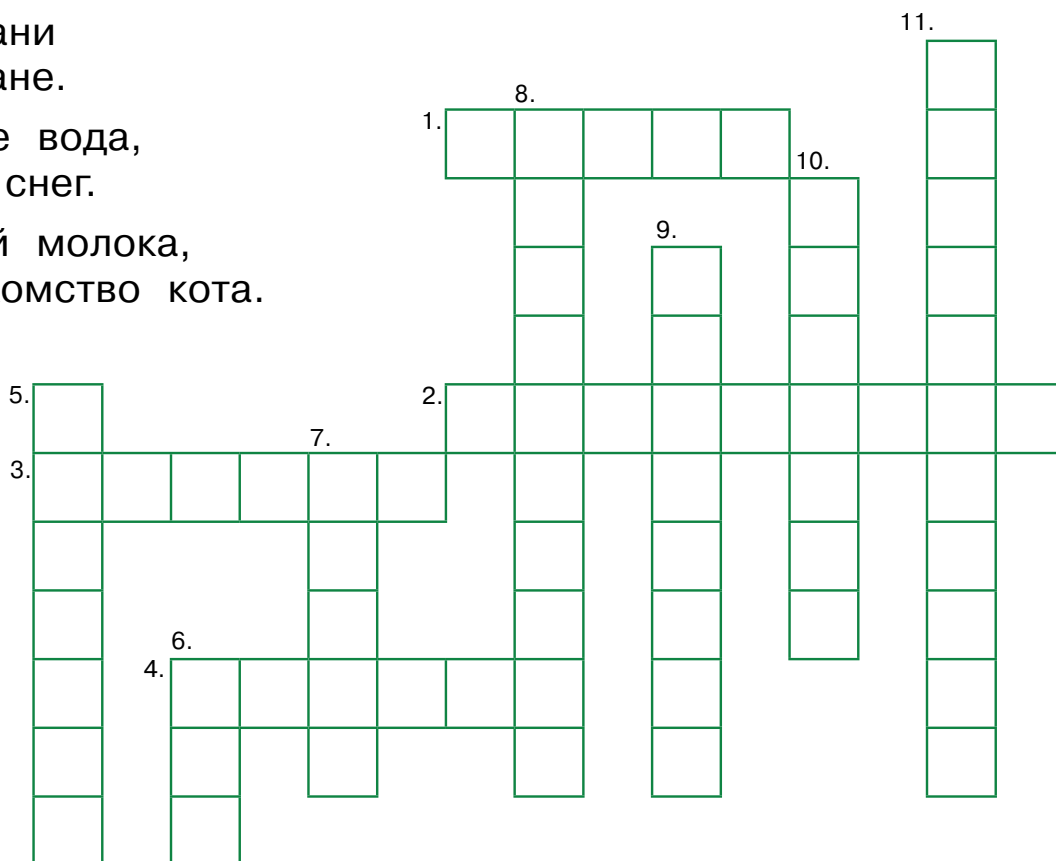 ани
ане.
е вода,
снег.
й молока,
омство кота.
11.
8.
1.
10.
9.
5.
2.
7.
3.
6.
4.